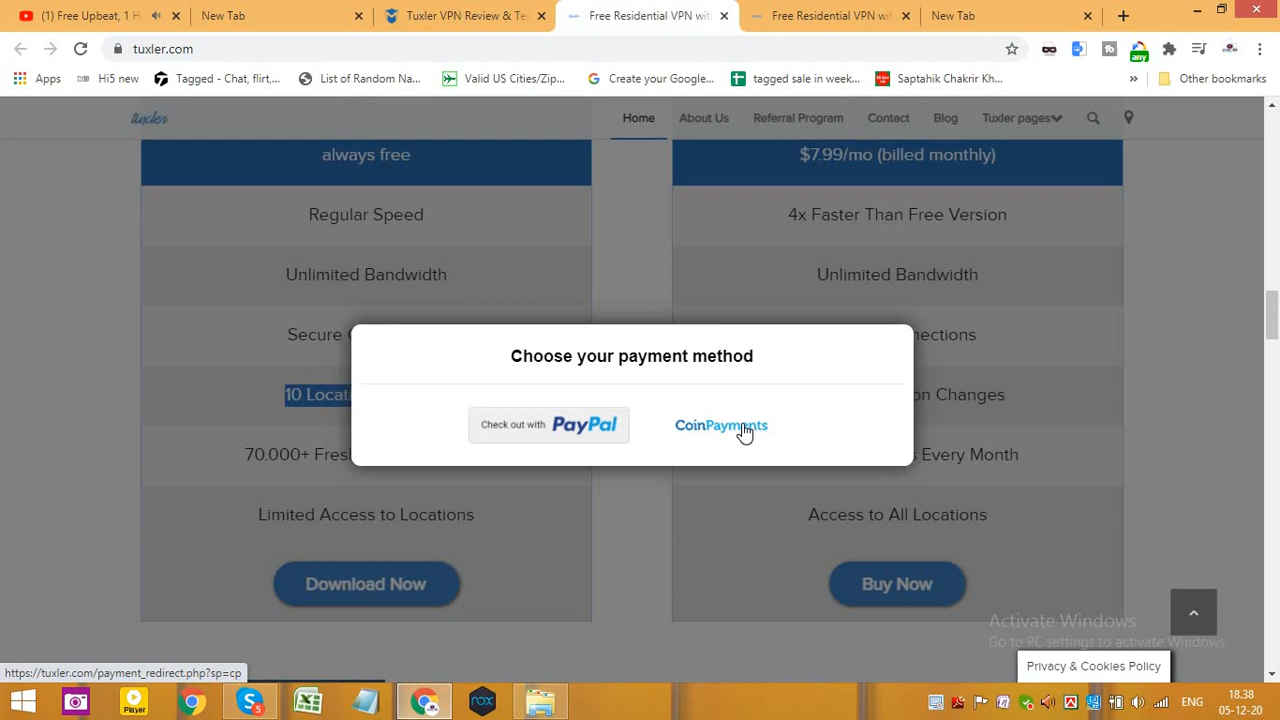 (1) Free Upbeat, 1 H
New Tab
Tuxler VPN Review & Te
Free Residential VPN wit
Free Residential VPN wi
New Tab
tuxler.com
any
Apps
Hi5 new
Tagged - Chat, flirt,...
List of Random Na...
Valid US Cities/Zip...
Create your Google...
tagged sale in week...
Saptahik Chakrir Kh...
»
Other bookmarks
tuxler
Home
About Us
Referral Program
Contact
Blog
Tuxler pages
always free
$7.99/mo (billed monthly)
Regular Speed
4x Faster Than Free Version
Unlimited Bandwidth
Unlimited Bandwidth
Secure
Choose your payment method
10
on Changes
Check out with PayPal
CoinPayments
70.000+
s Every Month
Limited Access to Locations
Access to All Locations
Download Now
Buy Now
Activate Windows
Go to PC settings to activate Windows.
Privacy & Cookies Policy
https://tuxler.com/payment_redirect.php?sp=cp
Player
S
5
nox
ENG
18.38
05-12-20